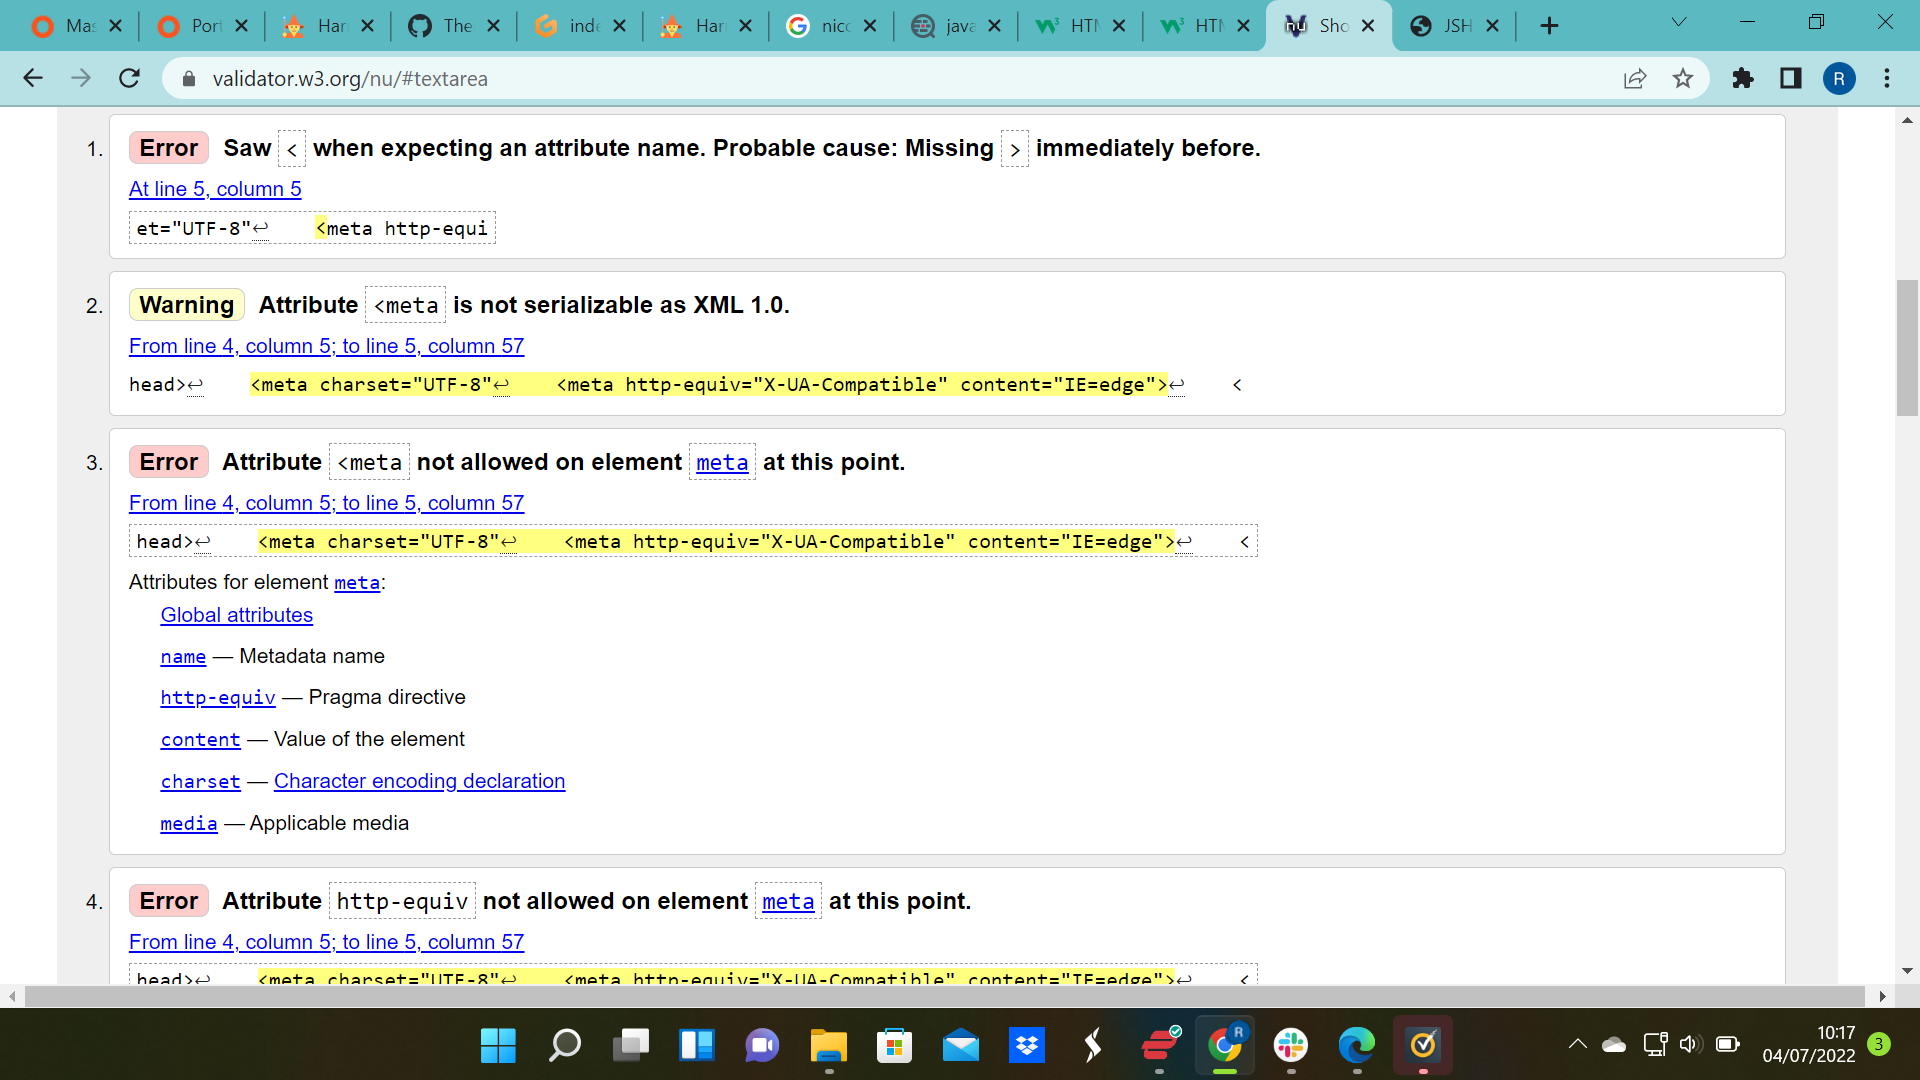 Mas
Port
Harr
The
inde
Harr
nicc
java
HTM
HTM
Sho
JSH
validator.w3.org/nu/#textarea
R
1. Error Saw < when expecting an attribute name. Probable cause: Missing > immediately before.
At line 5, column 5
et="UTF-8"↩    <meta http-equi
2. Warning Attribute <meta is not serializable as XML 1.0.
From line 4, column 5; to line 5, column 57
head>↩    <meta charset="UTF-8"↩    <meta http-equiv="X-UA-Compatible" content="IE=edge">↩    <
3. Error Attribute <meta not allowed on element meta at this point.
From line 4, column 5; to line 5, column 57
head>↩    <meta charset="UTF-8"↩    <meta http-equiv="X-UA-Compatible" content="IE=edge">↩    <
Attributes for element meta:
Global attributes
name — Metadata name
http-equiv — Pragma directive
content — Value of the element
charset — Character encoding declaration
media — Applicable media
4. Error Attribute http-equiv not allowed on element meta at this point.
From line 4, column 5; to line 5, column 57
head>↩    <meta charset="UTF-8"↩    <meta http-equiv="X-UA-Compatible" content="IE=edge">↩    <
R
10:17
04/07/2022
3